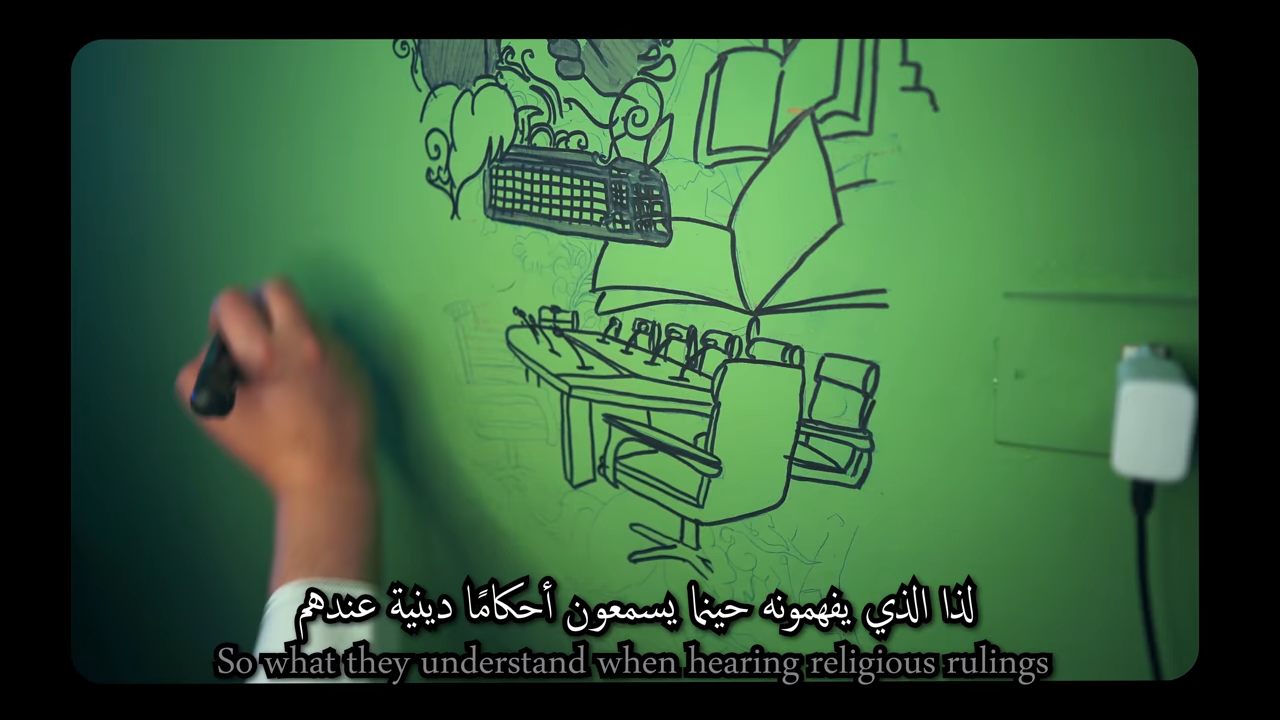 لذا الذي يفهمونه حينما يسمعون أحكامًا دينية عندهم
So what they understand when hearing religious rulings